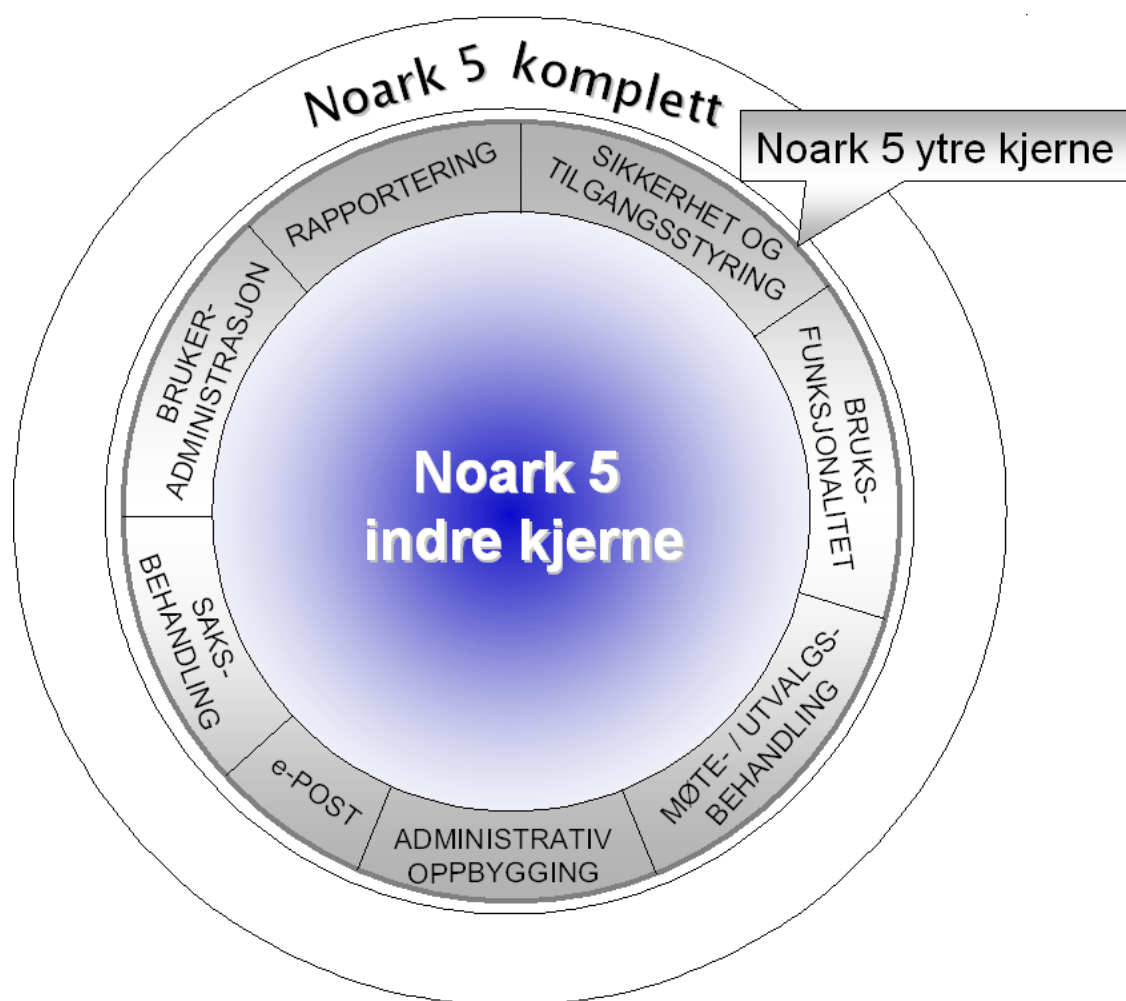 Noark 5 komplett
Noark 5 ytre kjerne
RAPPORTERING
SIKKERHET OG
TILGANGSSTYRING
BRUKS-
FUNKSJONALITET
MØTE- / UTVALGS-
BEHANDLING
ADMINISTRATIV
OPPBYGGING
e-POST
SAKS-
BEHANDLING
BRUKER-
ADMINISTRASJON
Noark 5
indre kjerne